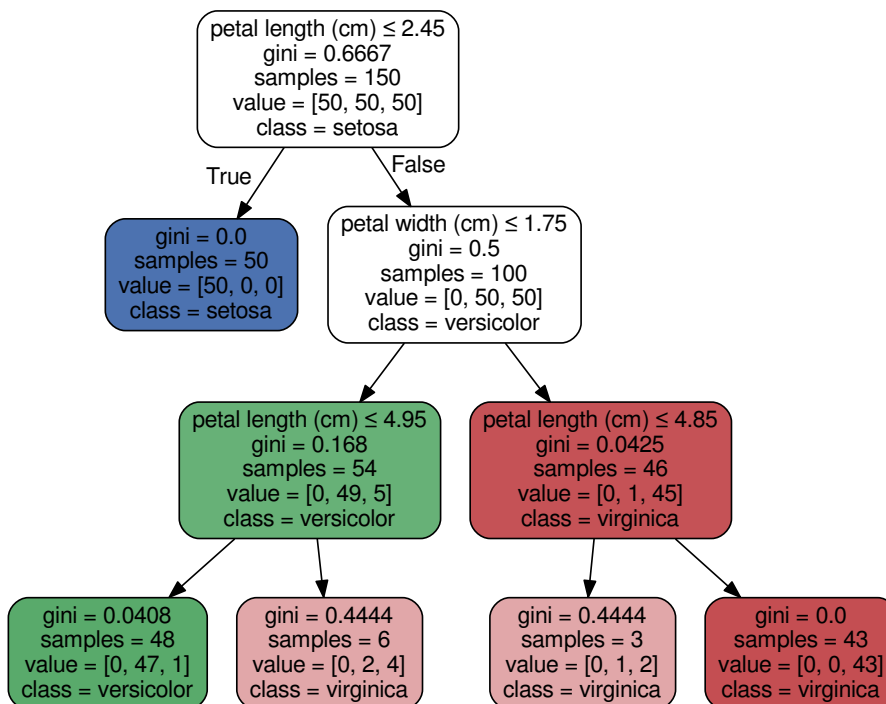 petal length (cm) ≤ 2.45
gini = 0.6667
samples = 150
value = [50, 50, 50]
class = setosa
True
False
gini = 0.0
samples = 50
value = [50, 0, 0]
class = setosa
petal width (cm) ≤ 1.75
gini = 0.5
samples = 100
value = [0, 50, 50]
class = versicolor
petal length (cm) ≤ 4.95
gini = 0.168
samples = 54
value = [0, 49, 5]
class = versicolor
petal length (cm) ≤ 4.85
gini = 0.0425
samples = 46
value = [0, 1, 45]
class = virginica
gini = 0.0408
samples = 48
value = [0, 47, 1]
class = versicolor
gini = 0.4444
samples = 6
value = [0, 2, 4]
class = virginica
gini = 0.4444
samples = 3
value = [0, 1, 2]
class = virginica
gini = 0.0
samples = 43
value = [0, 0, 43]
class = virginica